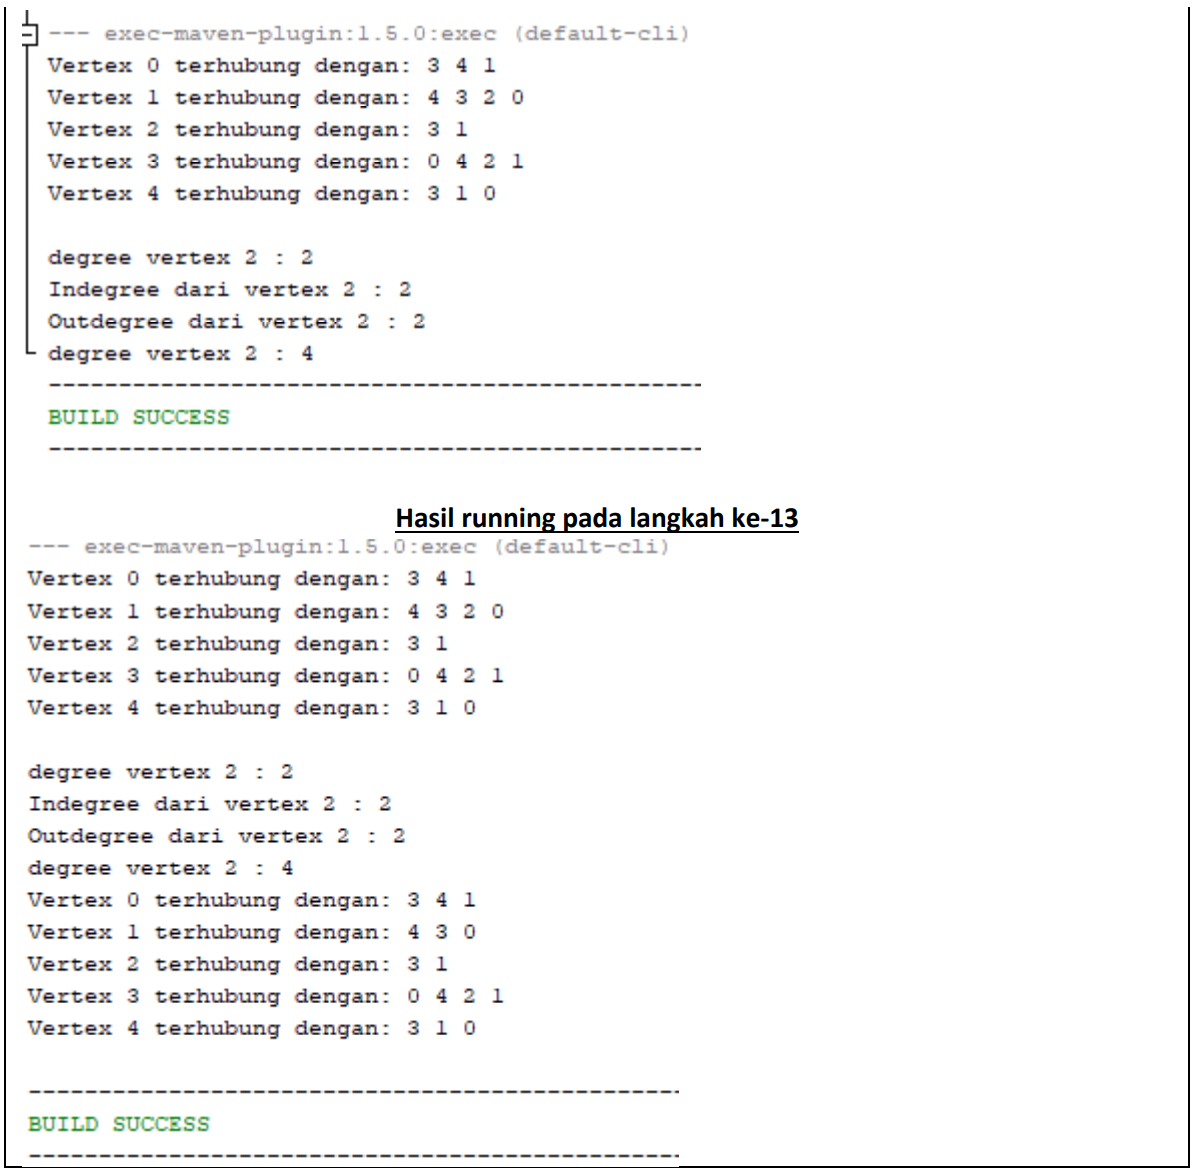 --- exec-maven-plugin:1.5.0:exec (default-cli)
Vertex 0 terhubung dengan: 3 4 1
Vertex 1 terhubung dengan: 4 3 2 0
Vertex 2 terhubung dengan: 3 1
Vertex 3 terhubung dengan: 0 4 2 1
Vertex 4 terhubung dengan: 3 1 0
degree vertex 2 : 2
Indegree dari vertex 2 : 2
Outdegree dari vertex 2 : 2
degree vertex 2 : 4
------------------------------------------------
BUILD SUCCESS
------------------------------------------------
Hasil running pada langkah ke-13
--- exec-maven-plugin:1.5.0:exec (default-cli)
Vertex 0 terhubung dengan: 3 4 1
Vertex 1 terhubung dengan: 4 3 2 0
Vertex 2 terhubung dengan: 3 1
Vertex 3 terhubung dengan: 0 4 2 1
Vertex 4 terhubung dengan: 3 1 0
degree vertex 2 : 2
Indegree dari vertex 2 : 2
Outdegree dari vertex 2 : 2
degree vertex 2 : 4
Vertex 0 terhubung dengan: 3 4 1
Vertex 1 terhubung dengan: 4 3 0
Vertex 2 terhubung dengan: 3 1
Vertex 3 terhubung dengan: 0 4 2 1
Vertex 4 terhubung dengan: 3 1 0
------------------------------------------------
BUILD SUCCESS
------------------------------------------------